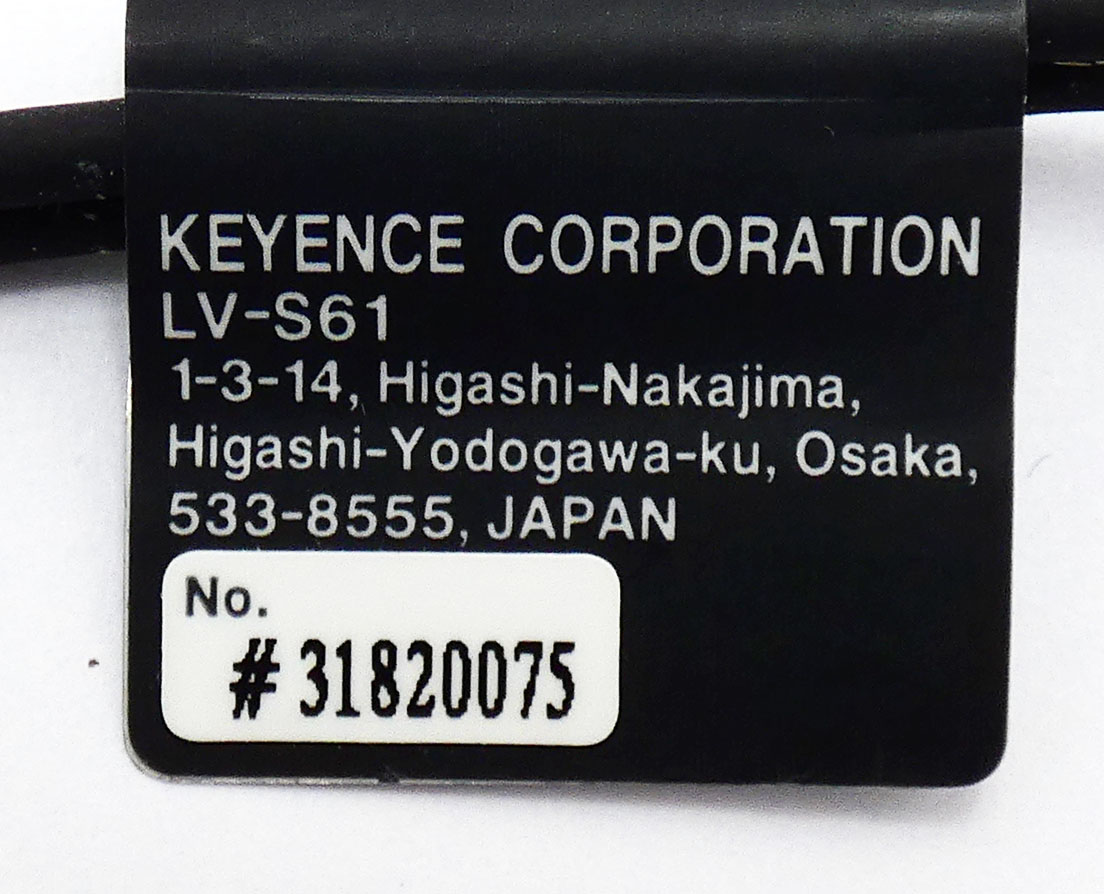 KEYENCE CORPORATION
LV-S61
1-3-14, Higashi-Nakajima,
Higashi-Yodogawa-ku, Osaka,
533-8555, JAPAN
No.
#31820075